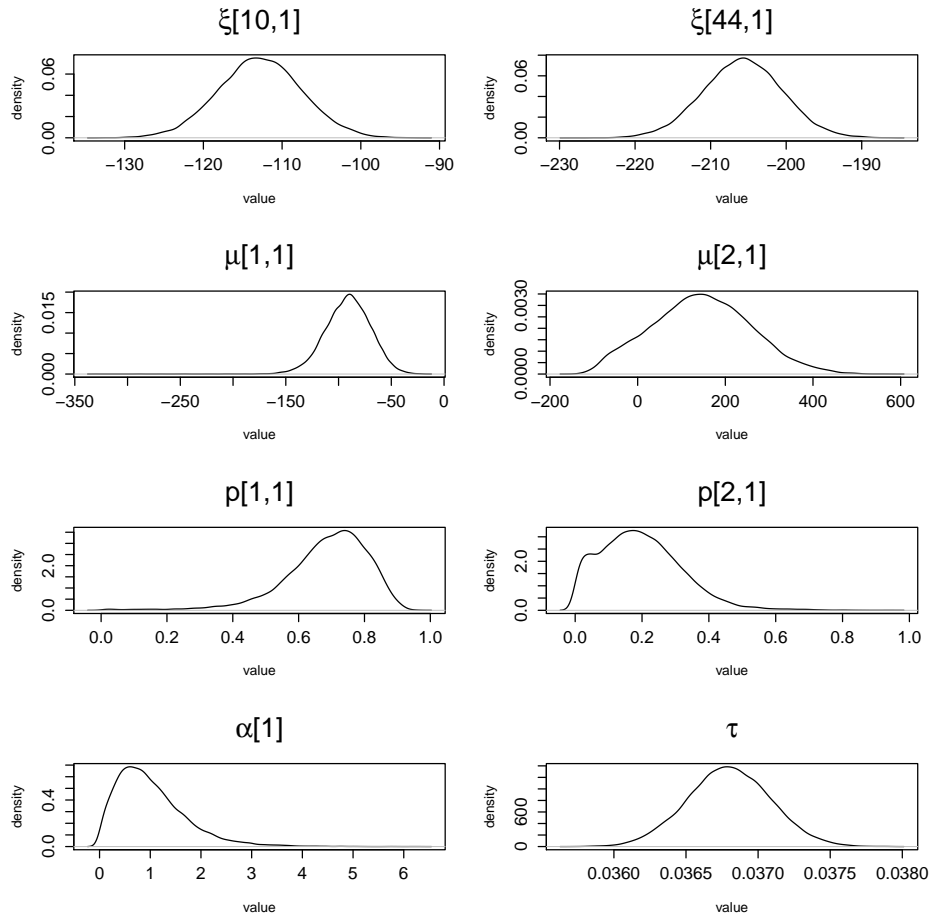 ξ[10,1]
ξ[44,1]
density
0.00 0.06
−130 −120 −110 −100 −90
value
density
0.00 0.06
−230 −220 −210 −200 −190
value
μ[1,1]
μ[2,1]
density
0.000 0.015
−350 −250 −150 −50 0
value
density
0.0000 0.0030
−200 0 200 400 600
value
p[1,1]
p[2,1]
density
0.0 2.0
0.0 0.2 0.4 0.6 0.8 1.0
value
density
0.0 2.0
0.0 0.2 0.4 0.6 0.8 1.0
value
α[1]
τ
density
0.0 0.4
0 1 2 3 4 5 6
value
density
0 600
0.0360 0.0365 0.0370 0.0375 0.0380
value